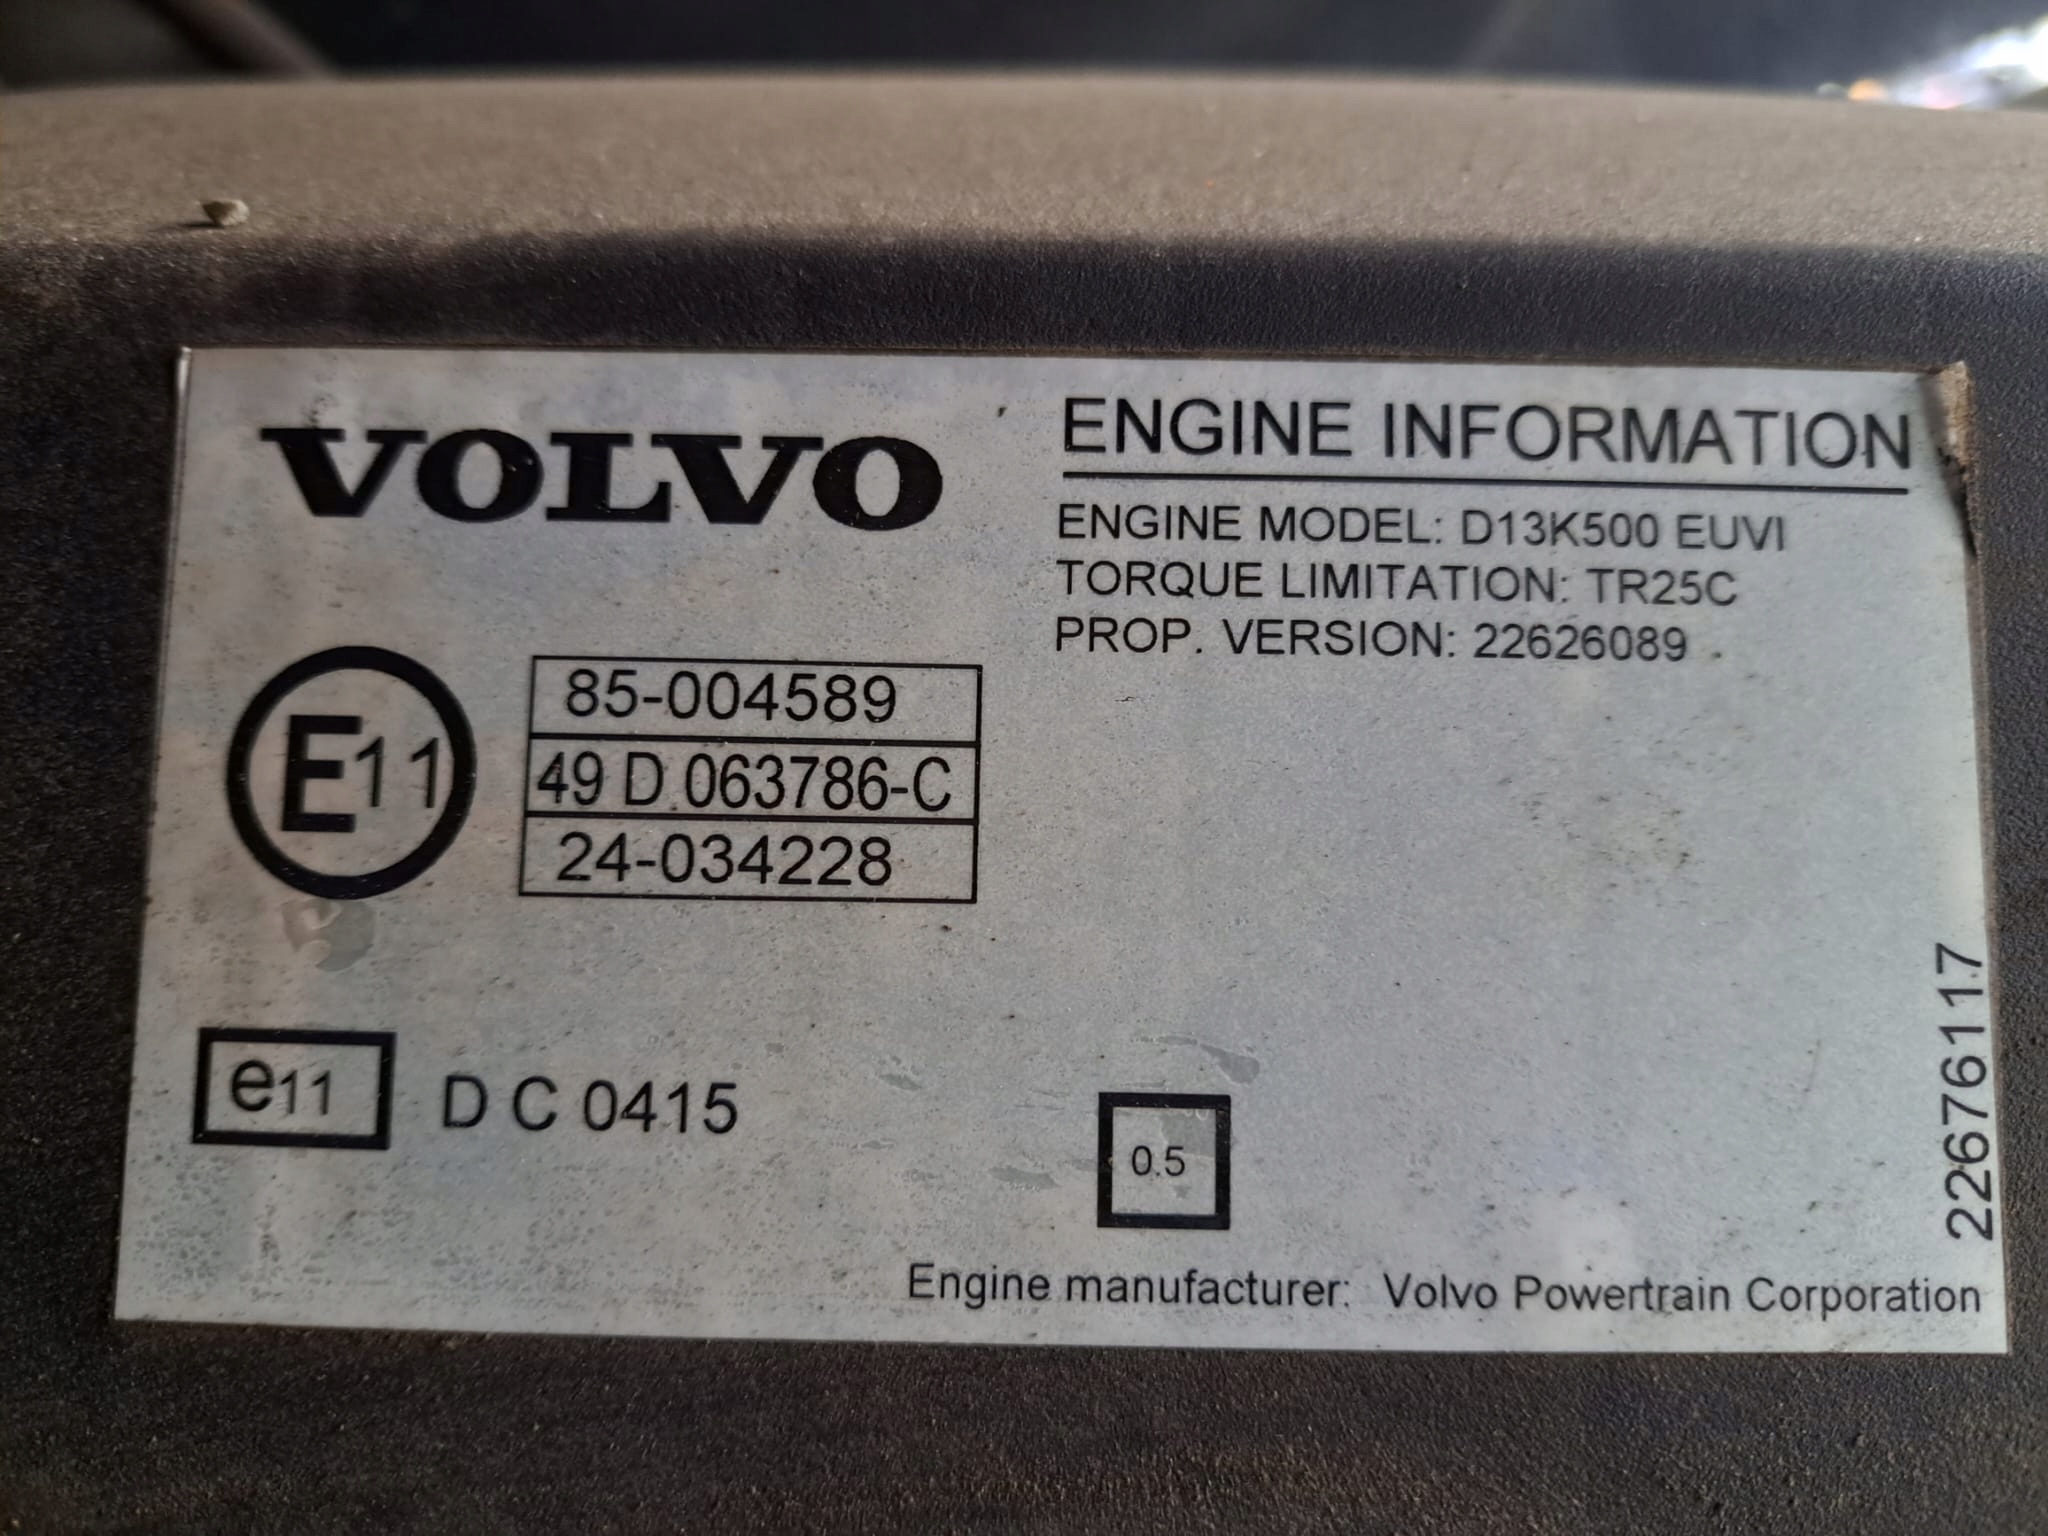 VOLVO
ENGINE INFORMATION
ENGINE MODEL: D13K500 EUVI
TORQUE LIMITATION: TR25C
PROP. VERSION: 22626089
E11
85-004589
49 D 063786-C
24-034228
e11
D C 0415
0.5
22676117
Engine manufacturer: Volvo Powertrain Corporation